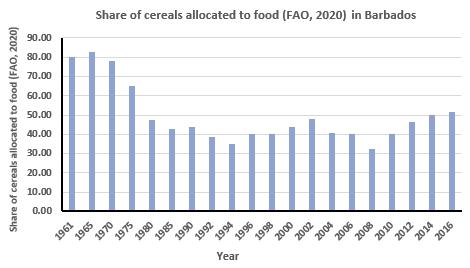 Share of cereals allocated to food (FAO, 2020) in Barbados
Share of cereals allocated to food (FAO, 2020)
90.00
80.00
70.00
60.00
50.00
40.00
30.00
20.00
10.00
0.00
1961 1965 1970 1975 1980 1985 1990 1992 1994 1996 1998 2000 2002 2004 2006 2008 2010 2012 2014 2016
Year